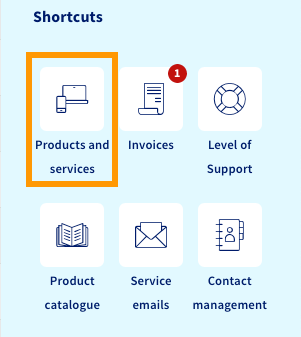 Shortcuts
1
Products and
services
Invoices
Level of
Support
Product
catalogue
Service
emails
Contact
management